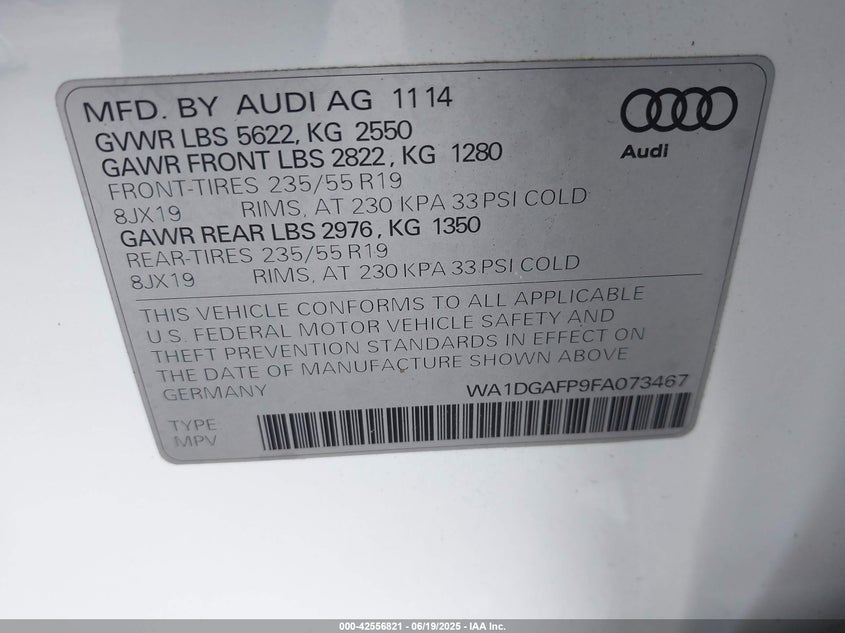 MFD. BY AUDI AG 11 14
GVWR LBS 5622, KG 2550
GAWR FRONT LBS 2822, KG 1280
FRONT-TIRES 235/55 R19
8JX19 RIMS, AT 230 KPA 33 PSI COLD
GAWR REAR LBS 2976, KG 1350
REAR-TIRES 235/55 R19
8JX19 RIMS, AT 230 KPA 33 PSI COLD
Audi
THIS VEHICLE CONFORMS TO ALL APPLICABLE
U.S. FEDERAL MOTOR VEHICLE SAFETY AND
THEFT PREVENTION STANDARDS IN EFFECT ON
THE DATE OF MANUFACTURE SHOWN ABOVE
GERMANY WA1DGAFP9FA073467
TYPE:
MPV
000-42556821 - 06/19/2025 - IAA Inc.